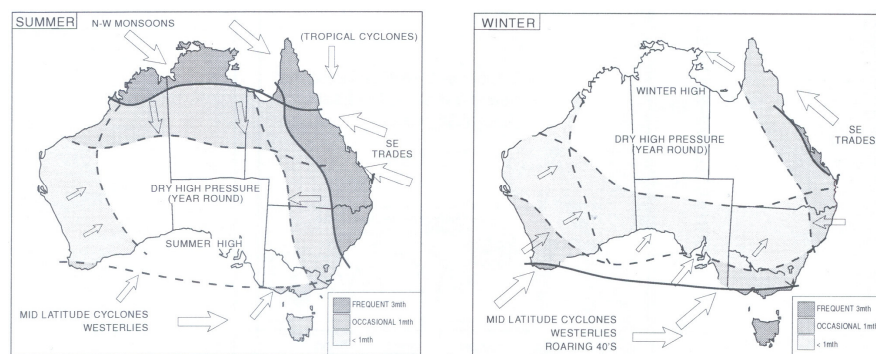 SUMMER
N-W MONSOONS
(TROPICAL CYCLONES)
SE
TRADES
DRY HIGH PRESSURE
(YEAR ROUND)
SUMMER HIGH
MID LATITUDE CYCLONES
WESTERLIES
FREQUENT 3mth
OCCASIONAL 1mth
< 1mth
WINTER
WINTER HIGH
DRY HIGH PRESSURE
(YEAR ROUND)
SE
TRADES
MID LATITUDE CYCLONES
WESTERLIES
ROARING 40'S
FREQUENT 3mth
OCCASIONAL 1mth
< 1mth